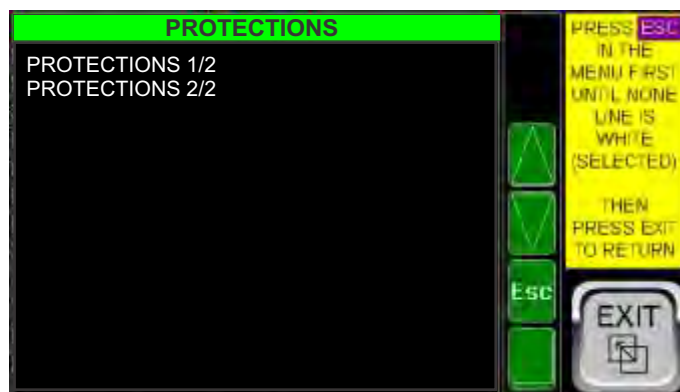 PROTECTIONS
PROTECTIONS 1/2
PROTECTIONS 2/2
Esc
PRESS ESC
IN THE
MENU FIRST
UNTIL NONE
LINE IS
WHITE
(SELECTED)
THEN
PRESS EXIT
TO RETURN
EXIT